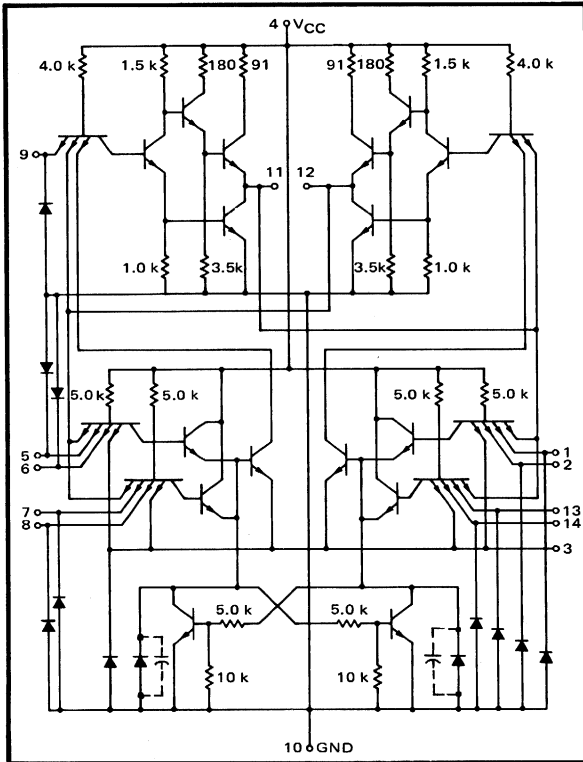 4 VCC
4.0 k 1.5 k 180 91 91 180 1.5 k 4.0 k
9
11 12
1.0 k 3.5k 3.5k 1.0 k
5.0 k 5.0 k 5.0 k 5.0 k
5 1
6 2
7 13
8 14
3
5.0 k 5.0 k
10 k 10 k
10 GND